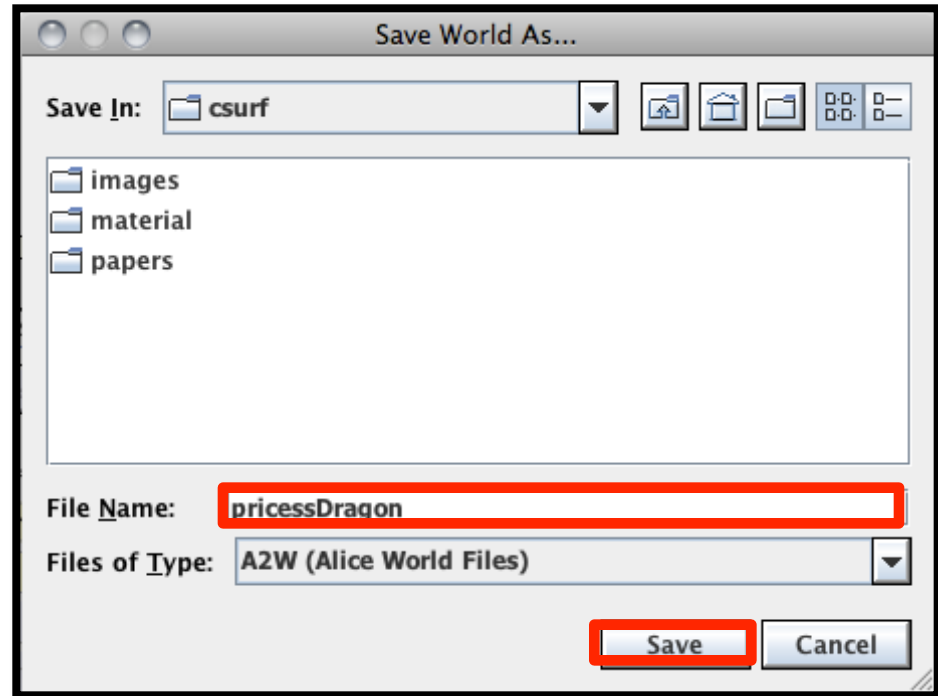 Save World As...
Save In: csurf
images
material
papers
File Name: pricessDragon
Files of Type: A2W (Alice World Files)
Save Cancel